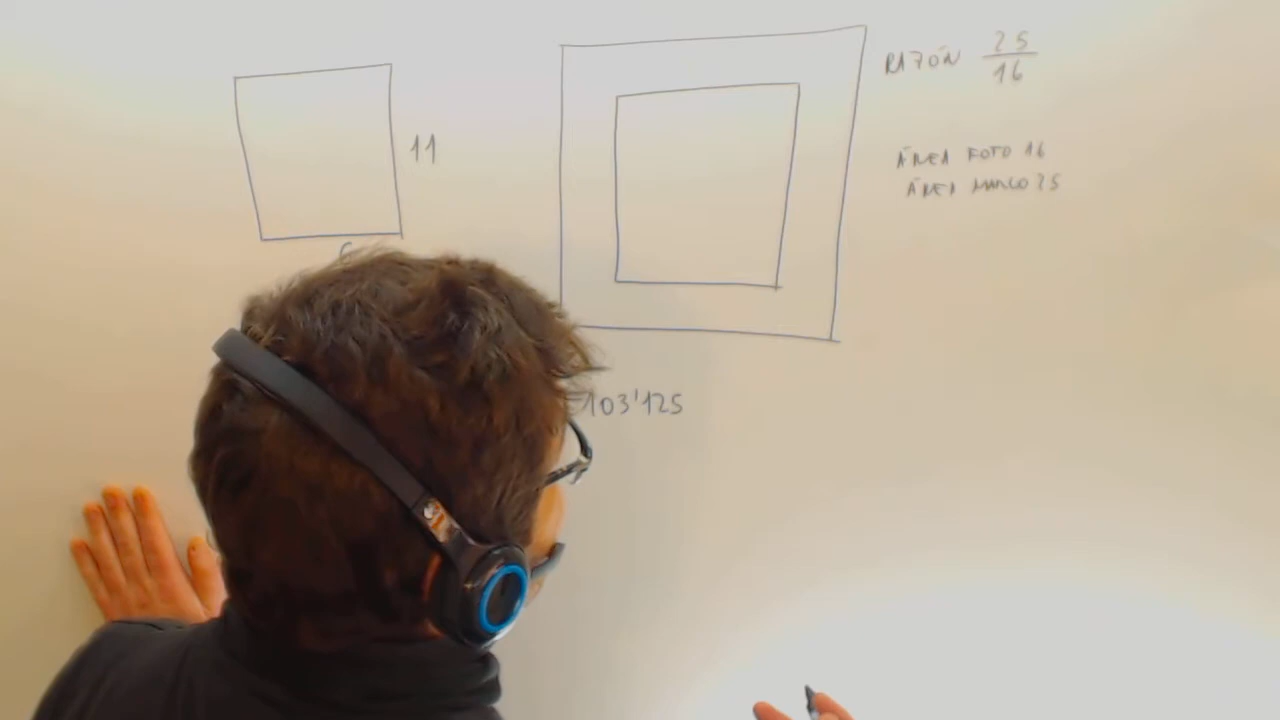 RAZÓN 25/16
11
ÁREA FOTO 16
ÁREA MARCO 25
=103'125